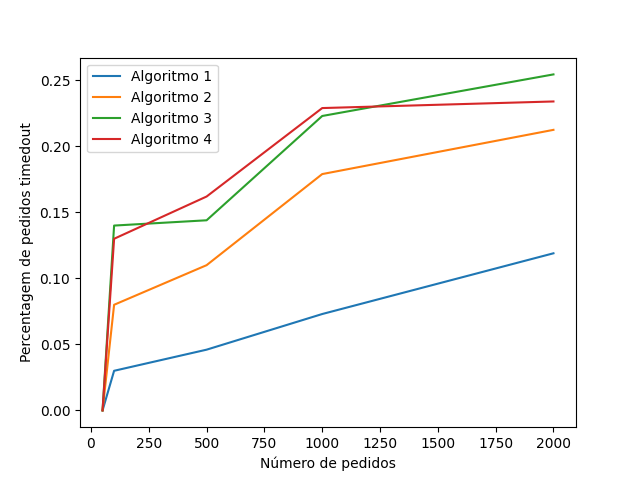 Algoritmo 1
Algoritmo 2
Algoritmo 3
Algoritmo 4
Percentagem de pedidos timedout
0.25
0.20
0.15
0.10
0.05
0.00
0 250 500 750 1000 1250 1500 1750 2000
Número de pedidos